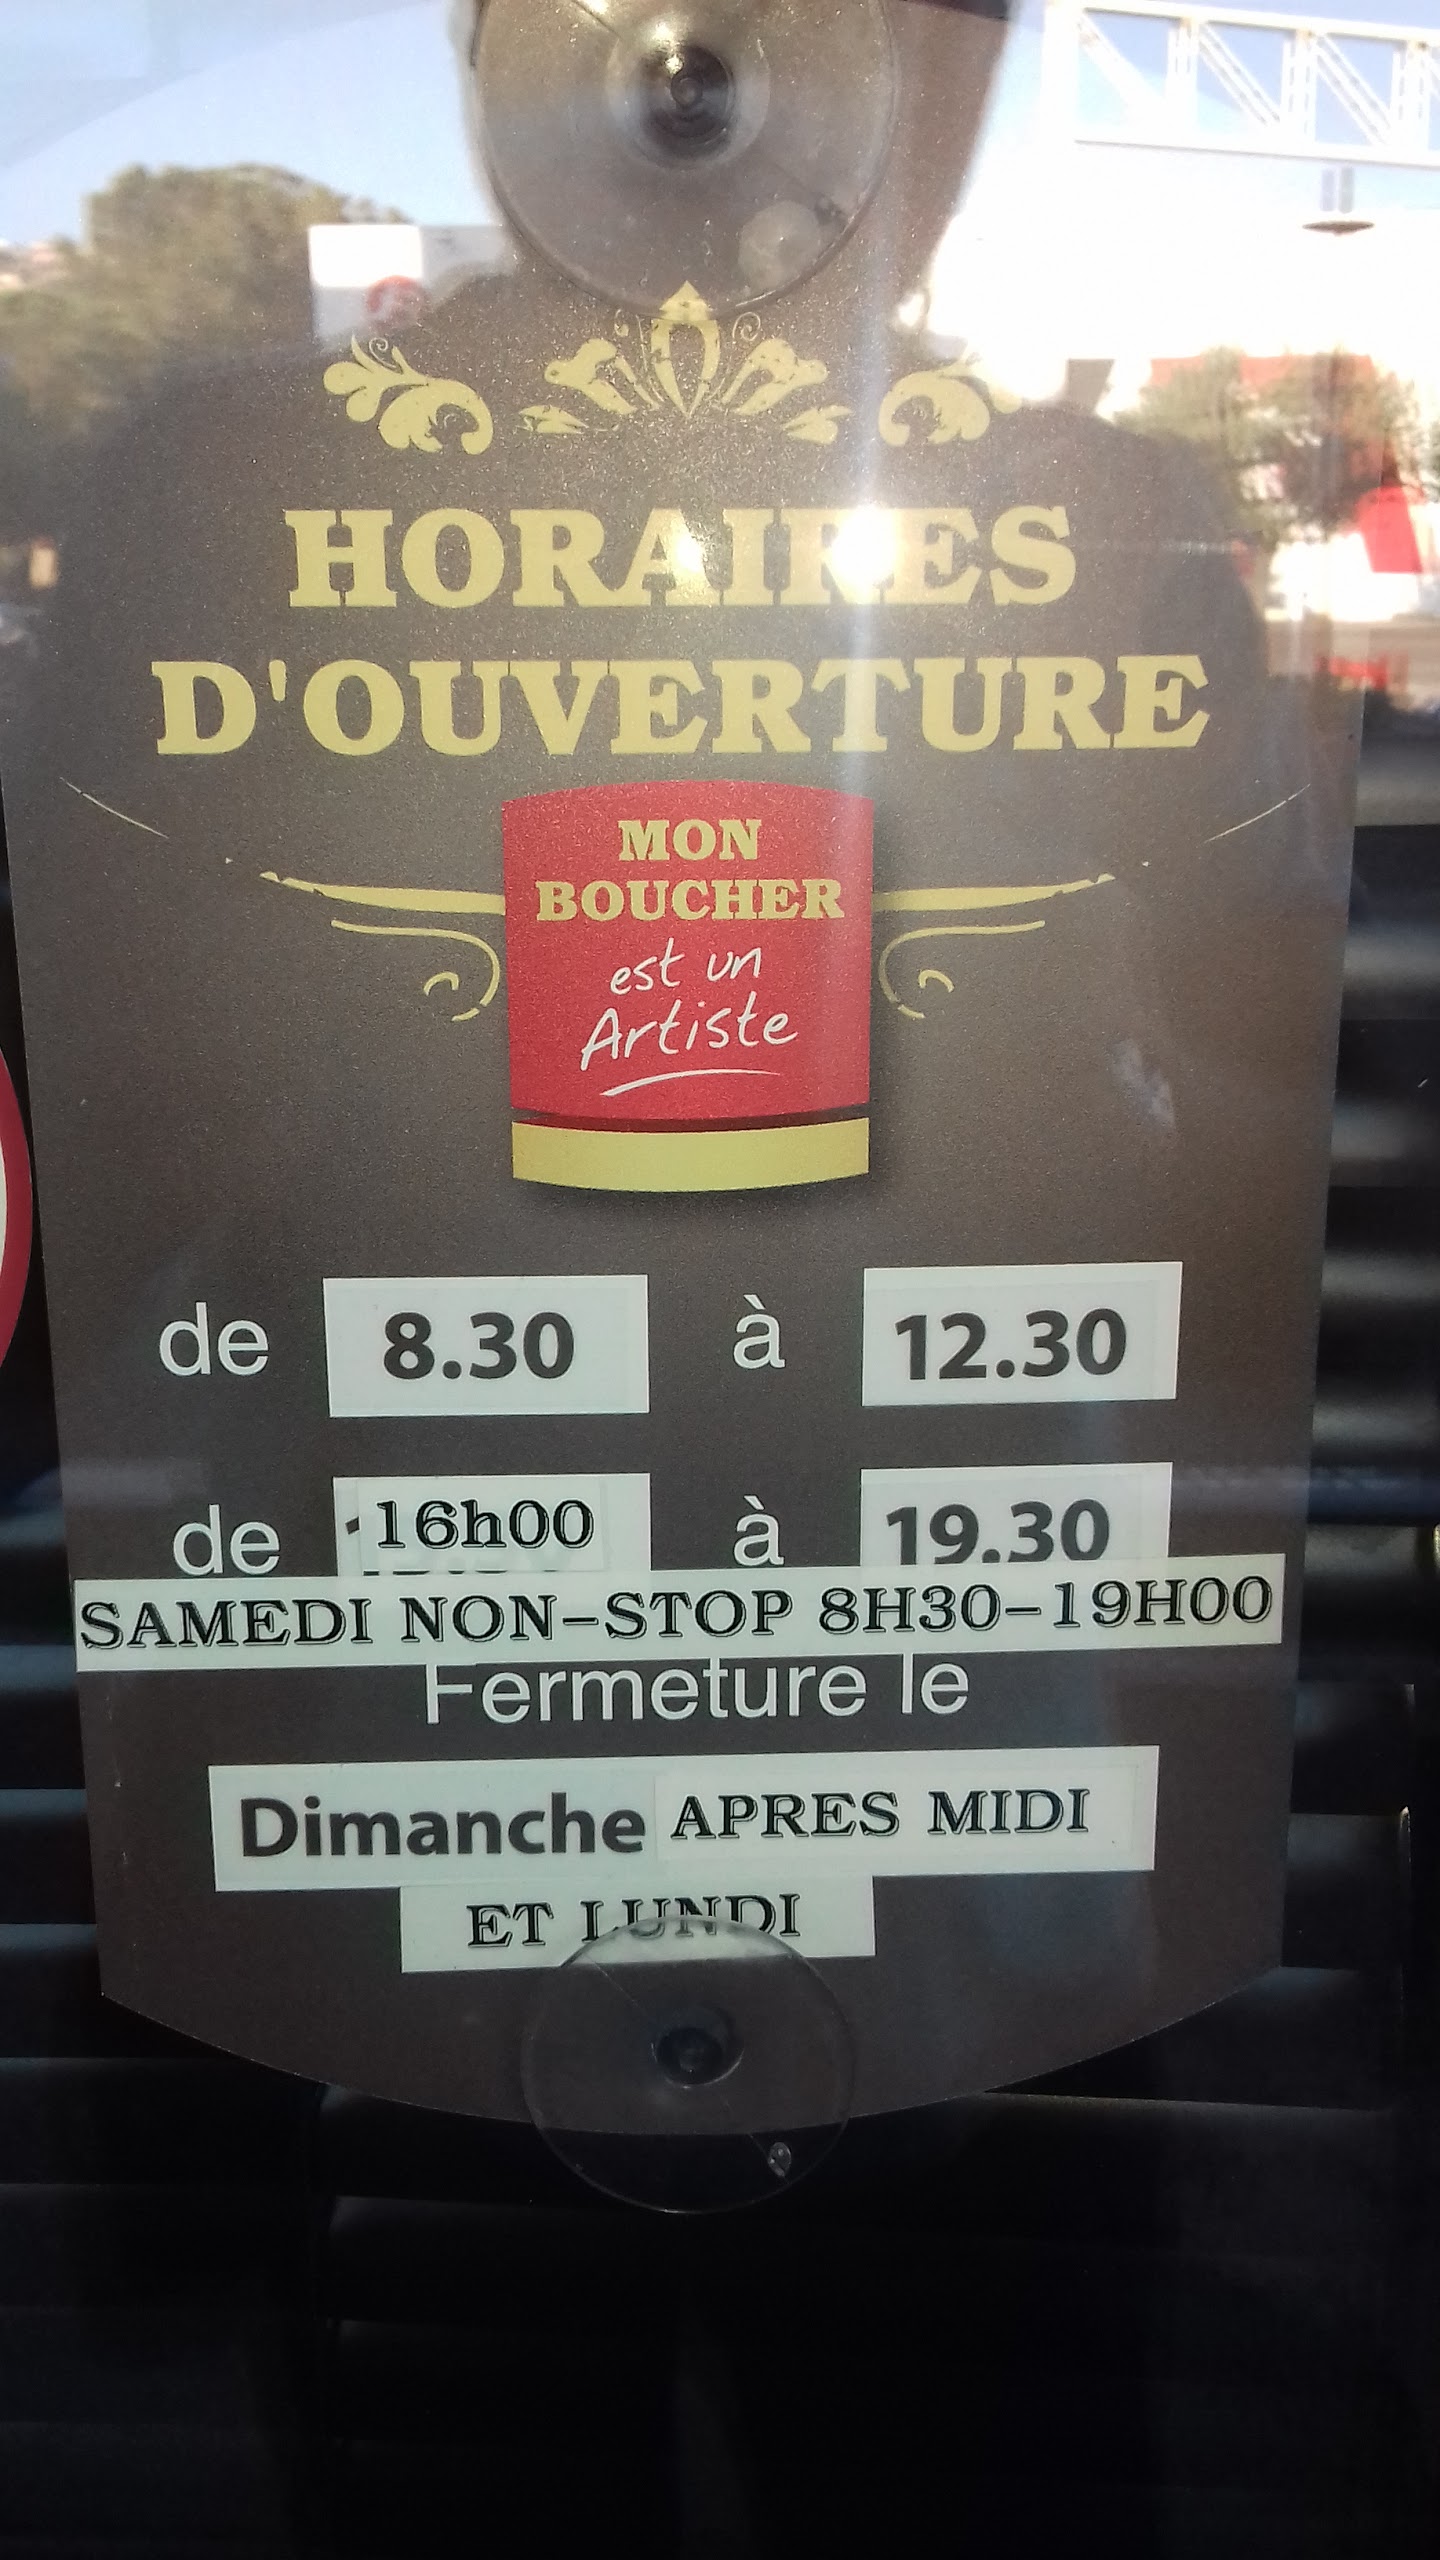 HORAIRES
D'OUVERTURE
MON
BOUCHER
est un
Artiste
de 8.30 à 12.30
de 16h00 à 19.30
SAMEDI NON-STOP 8H30-19H00
Fermeture le
Dimanche APRES MIDI
ET LUNDI